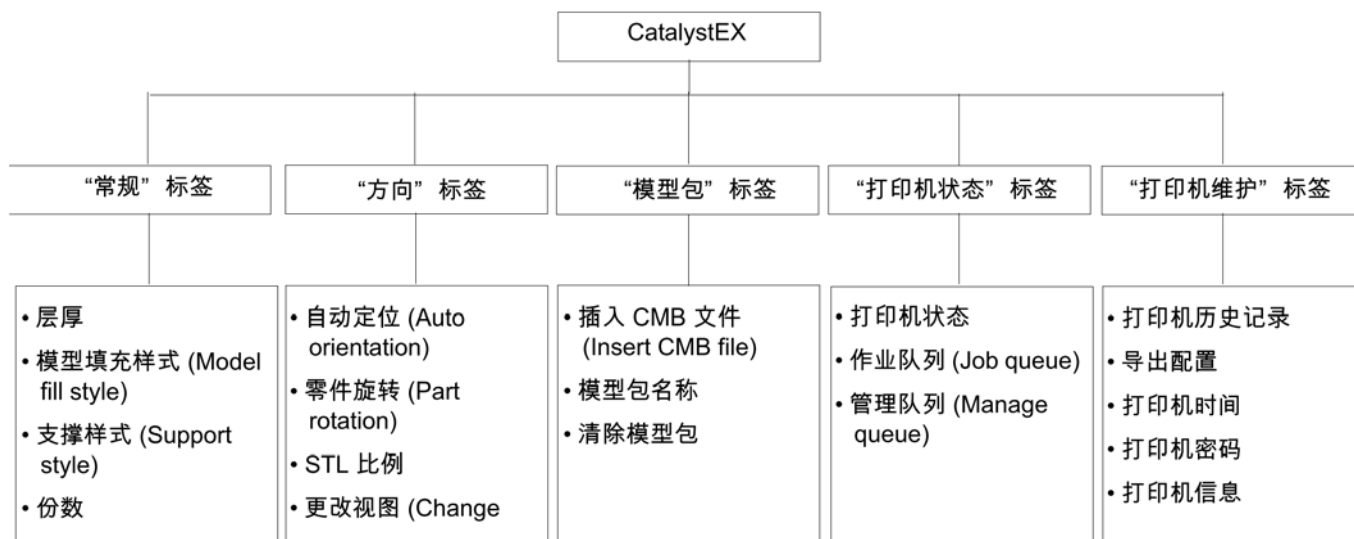 CatalystEX
“常规” 标签
“方向” 标签
“模型包” 标签
“打印机状态” 标签
“打印机维护” 标签
• 层厚
• 模型填充样式 (Model
fill style)
• 支撑样式 (Support
style)
• 份数
• 自动定位 (Auto
orientation)
• 零件旋转 (Part
rotation)
• STL 比例
• 更改视图 (Change
• 插入 CMB 文件
(Insert CMB file)
• 模型包名称
• 清除模型包
• 打印机状态
• 作业队列 (Job queue)
• 管理队列 (Manage
queue)
• 打印机历史记录
• 导出配置
• 打印机时间
• 打印机密码
• 打印机信息